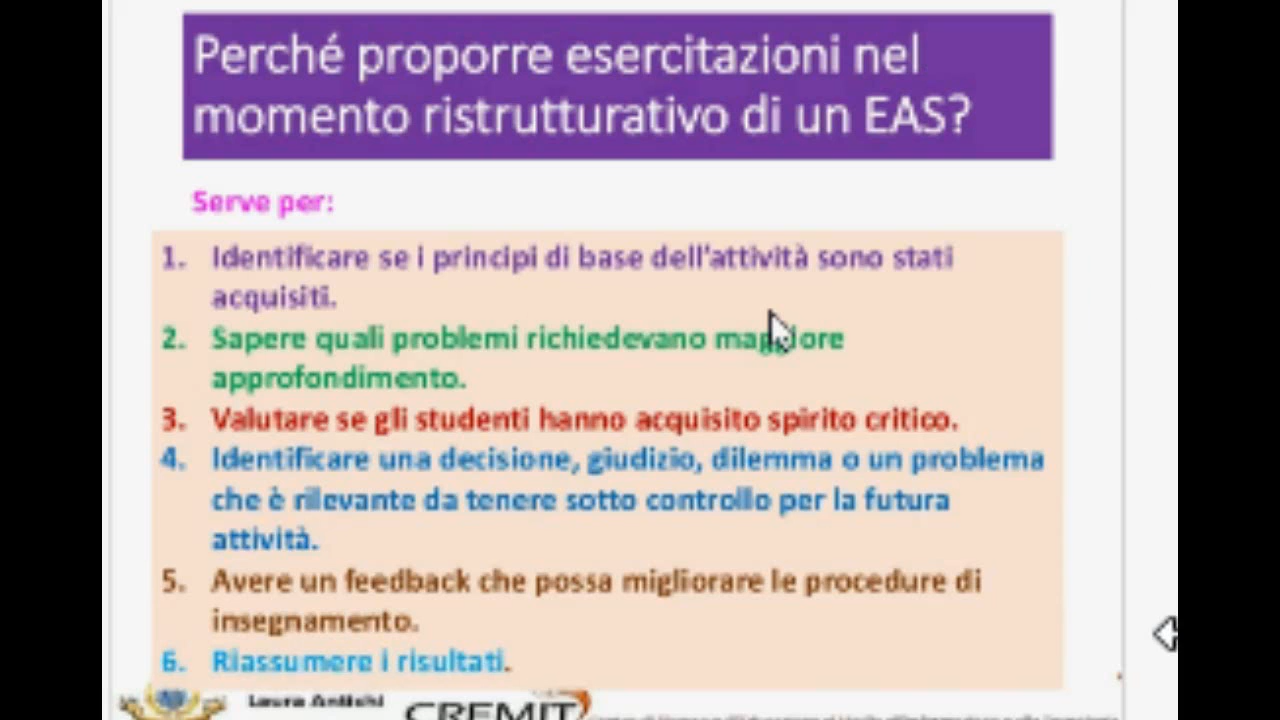 Perché proporre esercitazioni nel
momento ristrutturativo di un EAS?
Serve per:
1. Identificare se i principi di base dell'attività sono stati
acquisiti.
2. Sapere quali problemi richiedevano maggiore
approfondimento.
3. Valutare se gli studenti hanno acquisito spirito critico.
4. Identificare una decisione, giudizio, dilemma o un problema
che è rilevante da tenere sotto controllo per la futura
attività.
5. Avere un feedback che possa migliorare le procedure di
insegnamento.
6. Riassumere i risultati.
Laura Antichi
CREMIT